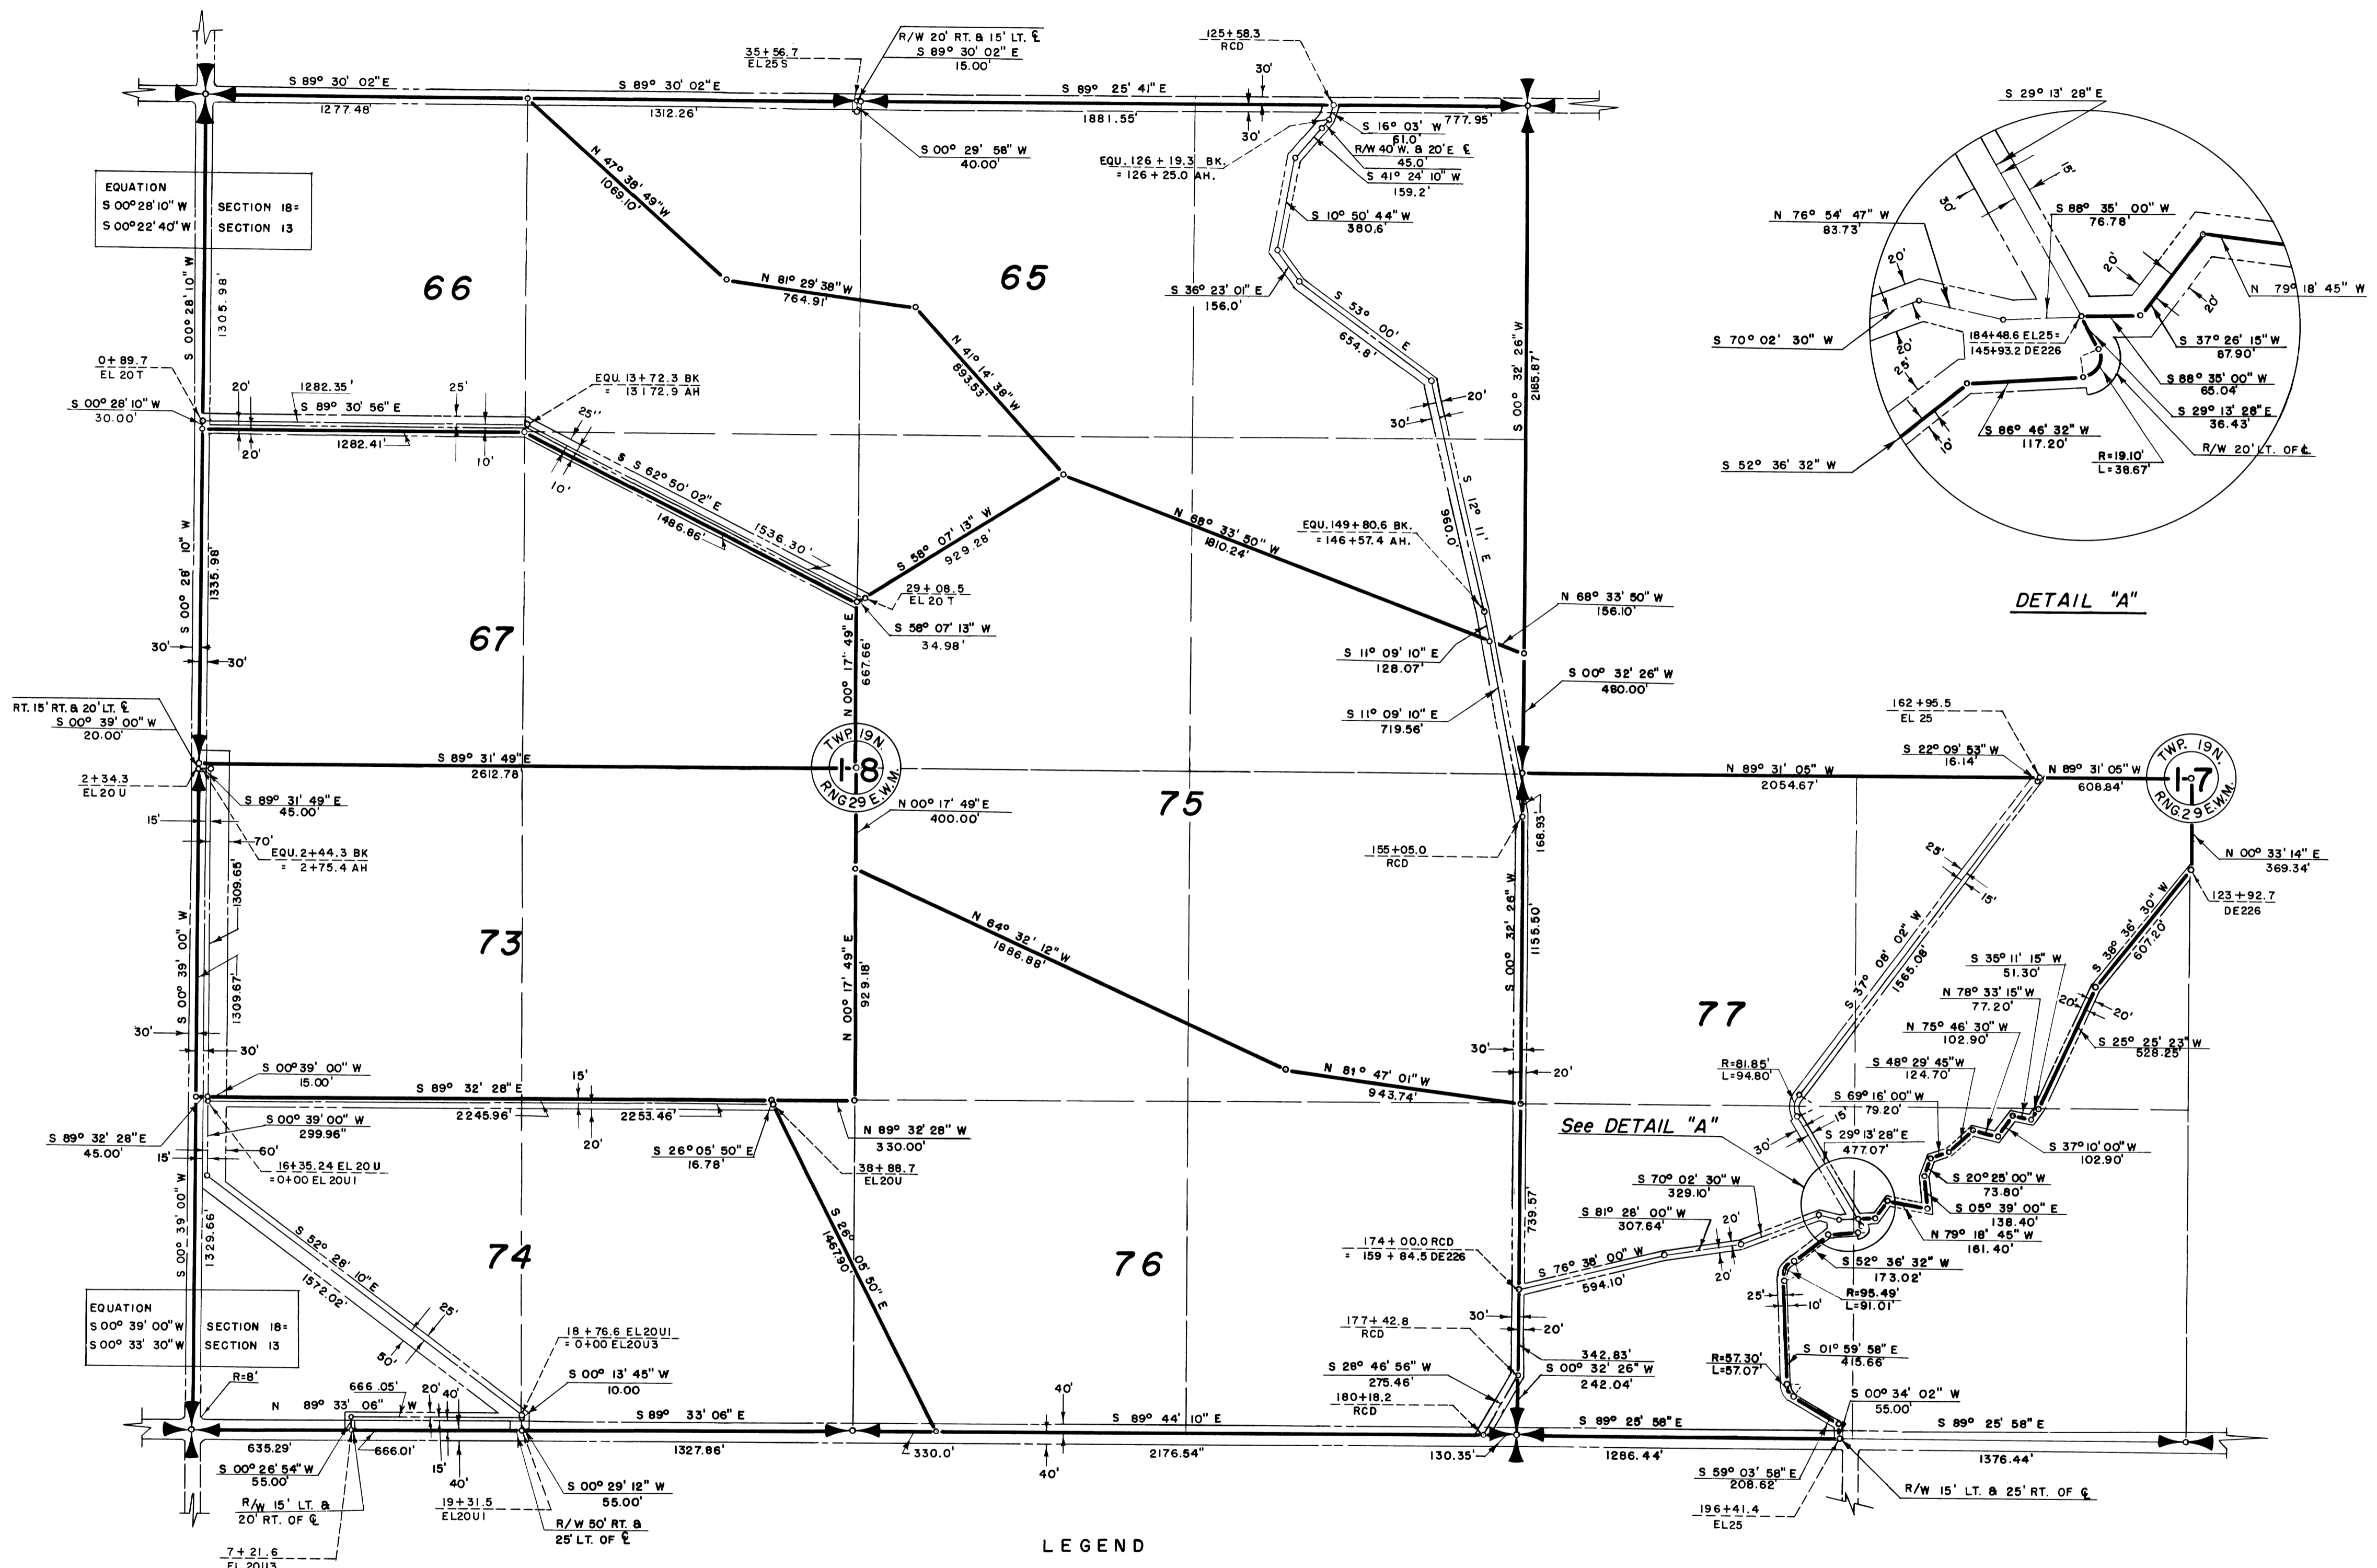 R/W 20' RT. & 15' LT. ℄
S 89° 30' 02" E
15.00'
35+56.7
EL25S
125+58.3
RCD
S 89° 30' 02" E
1277.48'
S 89° 30' 02" E
1312.26'
S 89° 25' 41" E
1881.55'
30'
30'
777.95'
S 00° 29' 58" W
40.00'
S 16° 03' W
61.0'
R/W 40' W. & 20' E ℄
45.0'
S 41° 24' 10" W
159.2'
EQU. 126 + 19.3 BK.
= 126 + 25.0 AH.
S 10° 50' 44" W
380.6'
S 36° 23' 01" E
156.0'
S 53° 00' E
654.8'
EQUATION
S 00° 28' 10" W SECTION 18=
S 00° 22' 40" W SECTION 13
S 00° 28' 10" W
1305.98'
66
65
N 47° 38' 49" W
1069.10'
N 81° 29' 38" W
764.91'
N 41° 14' 38" W
893.53'
S 00° 32' 26" W
2185.87'
0+89.7
EL 20T
S 00° 28' 10" W
30.00'
20'
1282.35'
25'
S 89° 30' 56" E
20'
1282.41'
10'
EQU. 13+72.3 BK
= 13172.9 AH
25''
10'
S S 62° 50' 02" E
1536.30'
1486.86'
S 58° 07' 13" W
929.28'
N 68° 33' 50" W
1810.24'
20'
30'
S 12° 11' E
960.0'
EQU. 149+80.6 BK.
= 146+57.4 AH.
N 68° 33' 50" W
156.10'
S 11° 09' 10" E
128.07'
S 00° 32' 26" W
480.00'
S 11° 09' 10" E
719.56'
29+08.5
EL 20 T
S 58° 07' 13" W
34.98'
67
N 00° 17' 49" E
667.66'
S 00° 28' 10" W
1335.98'
30'
30'
RT. 15' RT. & 20' LT. ℄
S 00° 39' 00" W
20.00'
2+34.3
EL 20 U
S 89° 31' 49" E
2612.78'
TWP. 19 N.
18
RNG 29 E.W.M.
N 00° 17' 49" E
400.00'
S 89° 31' 49" E
45.00'
15'
70'
EQU. 2+44.3 BK
= 2+75.4 AH
1309.65'
1309.67'
S 00° 39' 00" W
73
75
155+05.0
RCD
168.93'
S 00° 32' 26" W
1155.50'
N 00° 17' 49" E
929.18'
N 64° 32' 12" W
1886.88'
N 81° 47' 01" W
943.74'
30'
20'
30'
30'
S 00° 39' 00" W
15.00'
S 89° 32' 28" E
2245.96'
2253.46'
15'
20'
S 89° 32' 28" E
45.00'
S 00° 39' 00" W
299.96"
15'
60'
16+35.24 EL 20 U
= 0+00 EL 20U1
S 26° 05' 50" E
16.78'
N 89° 32' 28" W
330.00'
38+88.7
EL20U
S 00° 39' 00" W
1329.66'
S 52° 28' 10" E
1572.02'
25'
50'
74
76
S 26° 05' 50" E
1467.90'
EQUATION
S 00° 39' 00" W SECTION 18=
S 00° 33' 30" W SECTION 13
R=8'
18 + 76.6 EL20U1
= 0+00 EL20U3
S 00° 13' 45" W
10.00
666.05'
20'
40'
N 89° 33' 06" W
635.29'
666.01'
15'
40'
S 89° 33' 06" E
1327.86'
330.0'
40'
40'
S 89° 44' 10" E
2176.54"
130.35'
S 00° 26' 54" W
55.00'
R/W 15' LT. &
20' RT. OF ℄
7 + 21.6
EL 20U3
19+31.5
EL20U1
S 00° 29' 12" W
55.00'
R/W 50' RT. &
25' LT. OF ℄
LEGEND
S 28° 46' 56" W
275.46'
180+18.2
RCD
177+42.8
RCD
30'
20'
342.83'
S 00° 32' 26" W
242.04'
739.57'
174 + 00.0 RCD
= 159 + 84.5 DE226
S 76° 38' 00" W
594.10'
S 81° 28' 00" W
307.64'
S 70° 02' 30" W
329.10'
20'
20'
See DETAIL "A"
77
N 89° 31' 05" W
2054.67'
162 +95.5
EL 25
S 22° 09' 53" W
16.14'
N 89° 31' 05" W
608.84'
TWP. 19 N.
17
RNG. 29 E.W.M.
N 00° 33' 14" E
369.34'
123 +92.7
DE226
25'
15'
S 37° 08' 02" W
1565.08'
S 38° 36' 30" W
607.20'
20'
20'
S 25° 25' 23" W
528.25'
S 35° 11' 15" W
51.30'
N 78° 33' 15" W
77.20'
N 75° 46' 30" W
102.90'
S 48° 29' 45" W
124.70'
S 69° 16' 00" W
79.20'
R=81.85'
L=94.80'
15'
30'
S 29° 13' 28" E
477.07'
S 37° 10' 00" W
102.90'
S 20° 25' 00" W
73.80'
S 05° 39' 00" E
138.40'
N 79° 18' 45" W
161.40'
S 52° 36' 32" W
173.02'
R=95.49'
L=91.01'
25'
10'
S 01° 59' 58" E
415.66'
R=57.30'
L=57.07'
S 00° 34' 02" W
55.00'
S 89° 25' 58" E
1286.44'
S 89° 25' 58" E
1376.44'
S 59° 03' 58" E
208.62'
196+41.4
EL25
R/W 15' LT. & 25' RT. OF ℄
S 29° 13' 28" E
15'
30'
N 76° 54' 47" W
83.73'
S 88° 35' 00" W
76.78'
20'
20'
N 79° 18' 45" W
20'
S 70° 02' 30" W
20'
25'
184+48.6 EL25=
145+93.2 DE226
S 37° 26' 15" W
87.90'
S 88° 35' 00" W
65.04'
S 29° 13' 28" E
36.43'
S 86° 46' 32" W
117.20'
10'
S 52° 36' 32" W
R=19.10'
L=38.67'
R/W 20' LT. OF ℄
DETAIL "A"